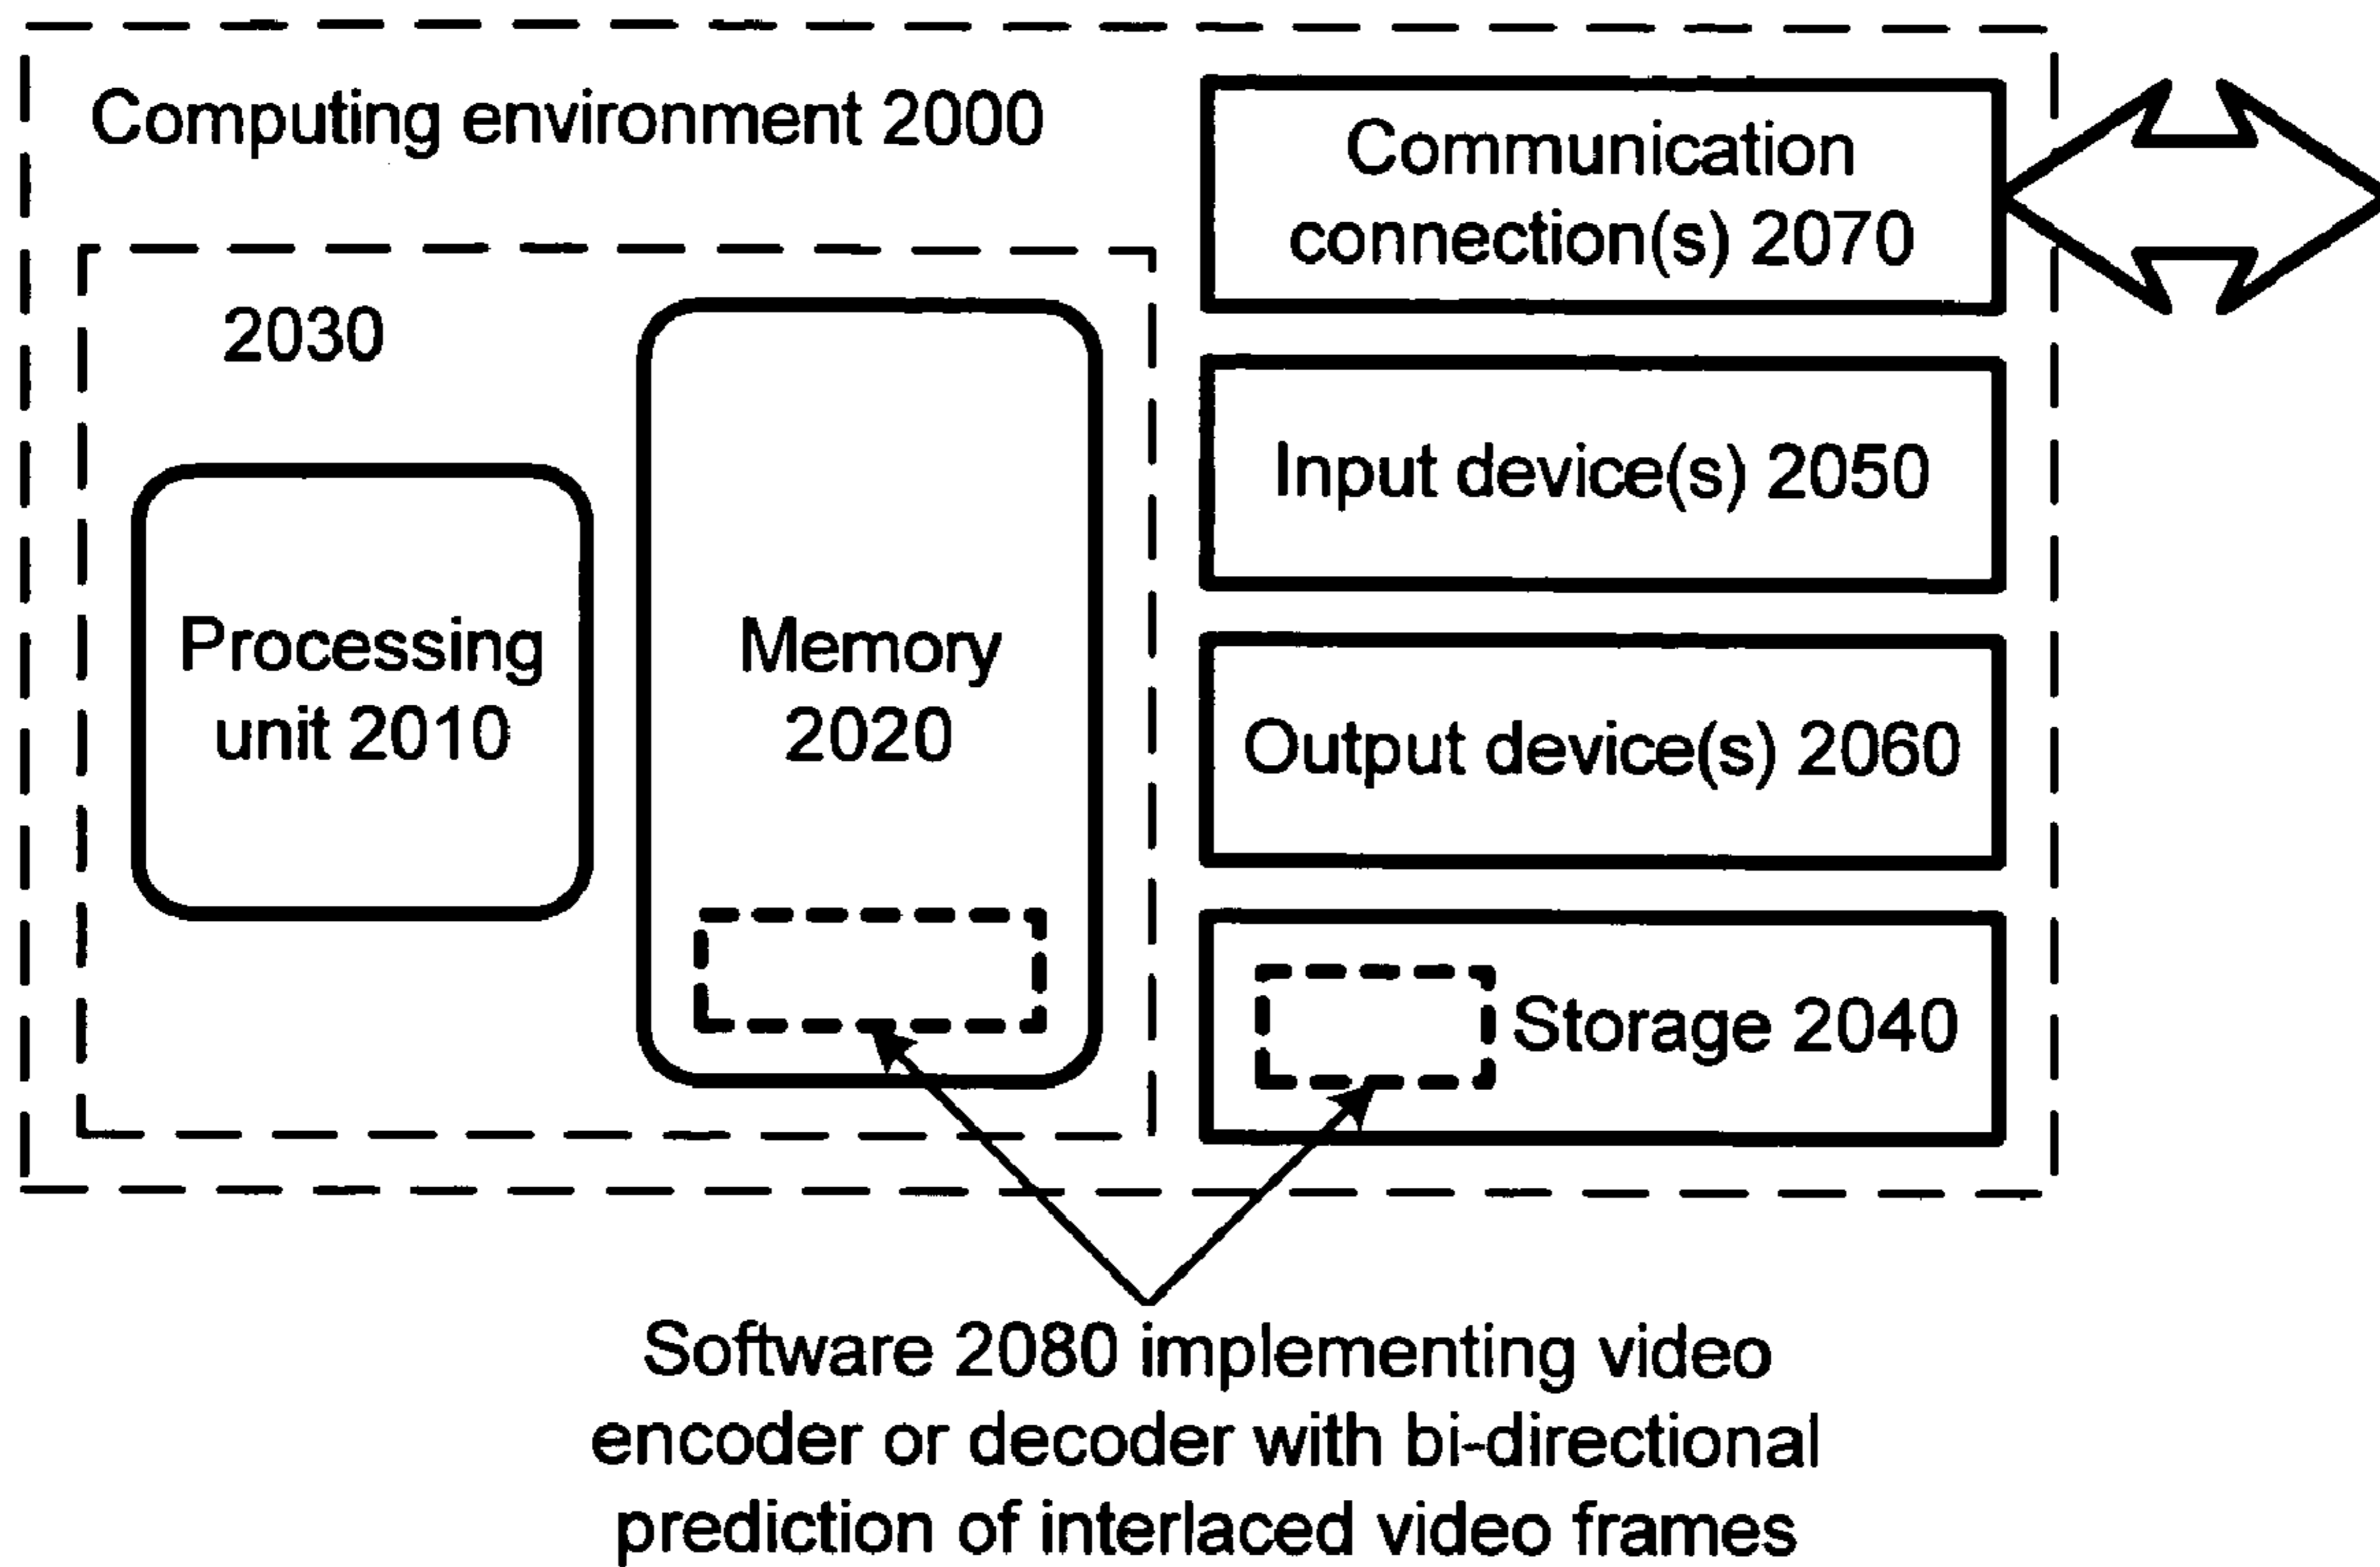 Computing environment 2000
Communication
connection(s) 2070
2030
Input device(s) 2050
Processing
unit 2010
Memory
2020
Output device(s) 2060
Storage 2040
Software 2080 implementing video
encoder or decoder with bi-directional
prediction of interlaced video frames